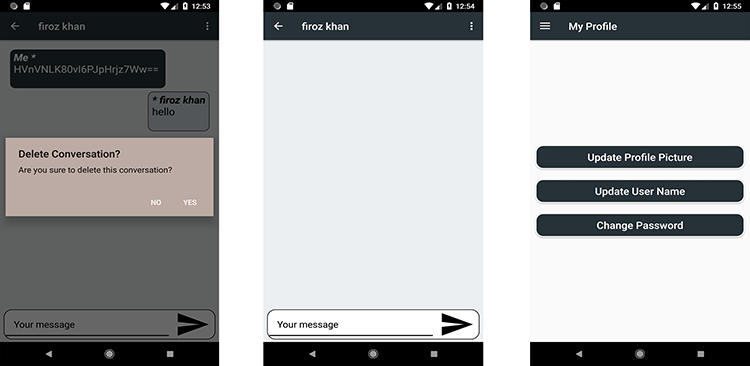 12:53
firoz khan
Me *
HVnVNLK80vI6PJpHrjz7Ww==
* firoz khan
hello
Delete Conversation?
Are you sure to delete this conversation?
NO YES
Your message
12:54
firoz khan
Your message
12:55
My Profile
Update Profile Picture
Update User Name
Change Password